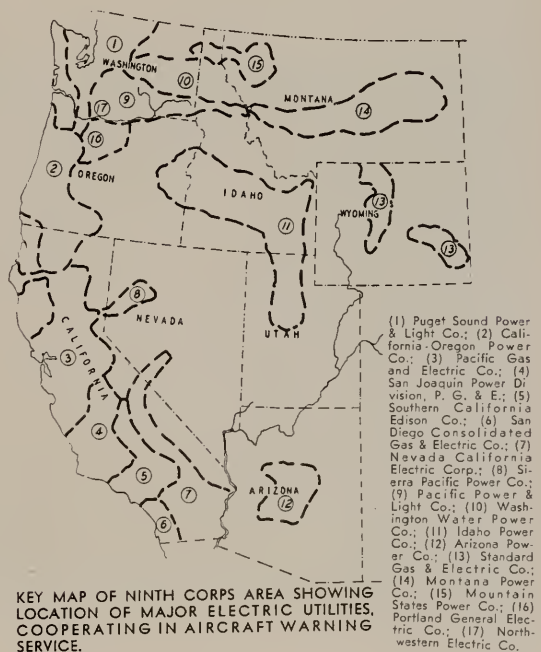 1
WASHINGTON
10
15
17
9
MONTANA
14
16
2
OREGON
IDAHO
11
13
WYOMING
13
8
NEVADA
UTAH
CALIFORNIA
3
4
5
7
6
ARIZONA
12
(1) Puget Sound Power
& Light Co.; (2) Cali-
fornia-Oregon Power
Co.; (3) Pacific Gas
and Electric Co.; (4)
San Joaquin Power Di
vision, P. G. & E.; (5)
Southern California
Edison Co.; (6) San
Diego Consolidated
Gas & Electric Co.; (7)
Nevada California
Electric Corp.; (8) Si-
erra Pacific Power Co.;
(9) Pacific Power &
Light Co.; (10) Wash-
ington Water Power
Co.; (11) Idaho Power
Co.; (12) Arizona Pow-
er Co.; (13) Standard
Gas & Electric Co.;
(14) Montana Power
Co.; (15) Mountain
States Power Co.; (16)
Portland General Elec-
tric Co.; (17) North-
western Electric Co.
KEY MAP OF NINTH CORPS AREA SHOWING
LOCATION OF MAJOR ELECTRIC UTILITIES,
COOPERATING IN AIRCRAFT WARNING
SERVICE.